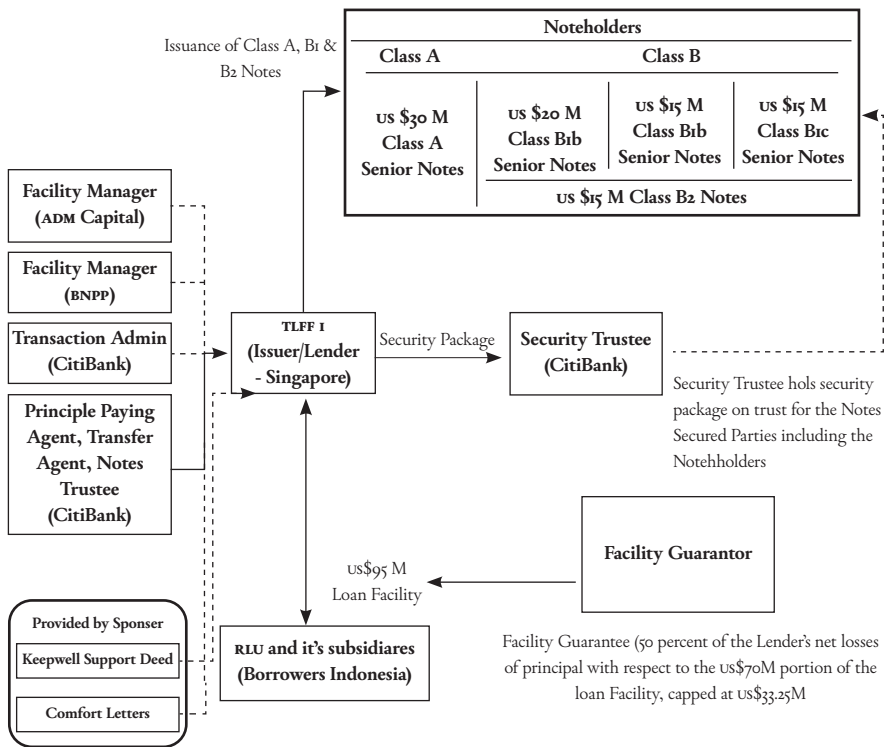 Noteholders
Issuance of Class A, B1 &
B2 Notes
Class A
Class B
US $30 M
Class A
Senior Notes
US $20 M
Class B1b
Senior Notes
US $15 M
Class B1b
Senior Notes
US $15 M
Class B1c
Senior Notes
US $15 M Class B2 Notes
Facility Manager
(ADM Capital)
Facility Manager
(BNPP)
Transaction Admin
(CitiBank)
Principle Paying
Agent, Transfer
Agent, Notes
Trustee
(CitiBank)
TLFF I
(Issuer/Lender
- Singapore)
Security Package
Security Trustee
(CitiBank)
Security Trustee hols security
package on trust for the Notes
Secured Parties including the
Notehholders
Facility Guarantor
US$95 M
Loan Facility
Provided by Sponser
Keepwell Support Deed
Comfort Letters
RLU and it's subsidiares
(Borrowers Indonesia)
Facility Guarantee (50 percent of the Lender's net losses
of principal with respect to the US$70M portion of the
loan Facility, capped at US$33.25M